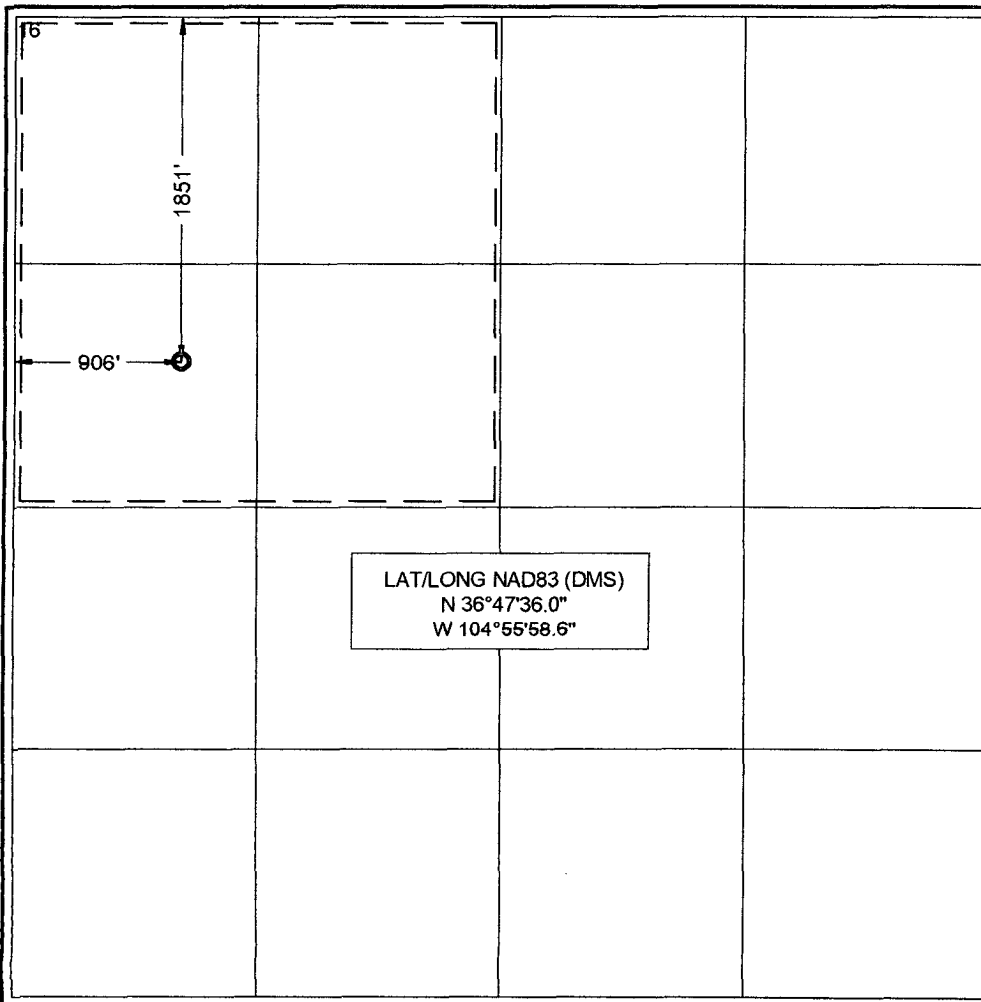 16
1851'
906'
LAT/LONG NAD83 (DMS)
N 36°47'36.0"
W 104°55'58.6"